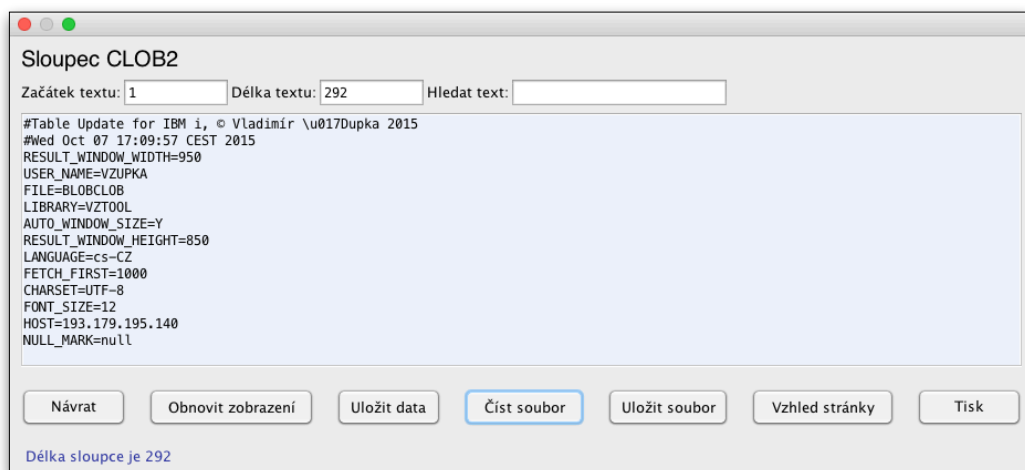 Sloupec CLOB2
Začátek textu: 1 Délka textu: 292 Hledat text:
#Table Update for IBM i, © Vladimír \u017Dupka 2015
#Wed Oct 07 17:09:57 CEST 2015
RESULT_WINDOW_WIDTH=950
USER_NAME=VZUPKA
FILE=BLOBCLOB
LIBRARY=VZTOOL
AUTO_WINDOW_SIZE=Y
RESULT_WINDOW_HEIGHT=850
LANGUAGE=cs-CZ
FETCH_FIRST=1000
CHARSET=UTF-8
FONT_SIZE=12
HOST=193.179.195.140
NULL_MARK=null
Návrat Obnovit zobrazení Uložit data Číst soubor Uložit soubor Vzhled stránky Tisk
Délka sloupce je 292